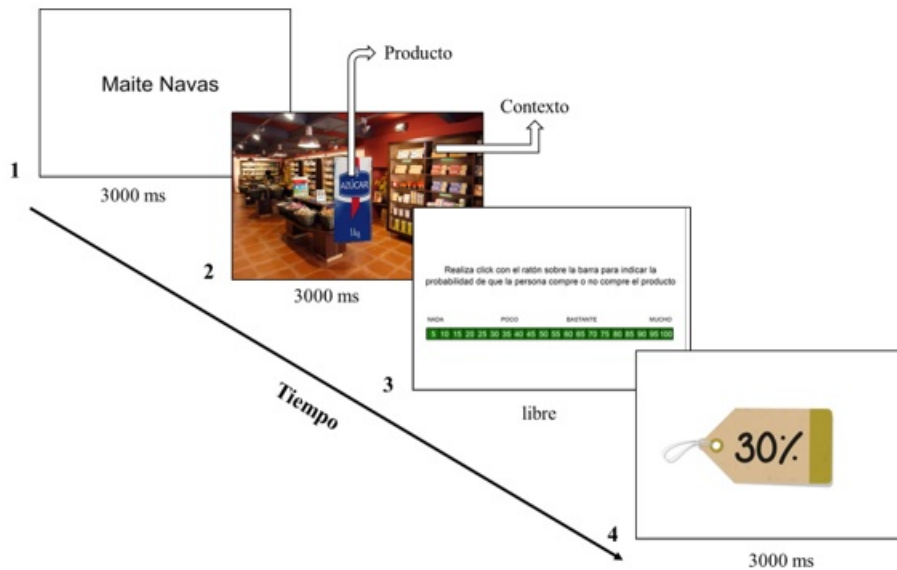 Producto
Maite Navas
Contexto
1
3000 ms
AZÚCAR
1kg
2
3000 ms
Realiza click con el ratón sobre la barra para indicar la
probabilidad de que la persona compre o no compre el producto
NADA POCO BASTANTE MUCHO
5 10 15 20 25 30 35 40 45 50 55 60 65 70 75 80 85 90 95 100
3
libre
Tiempo
30%
4
3000 ms